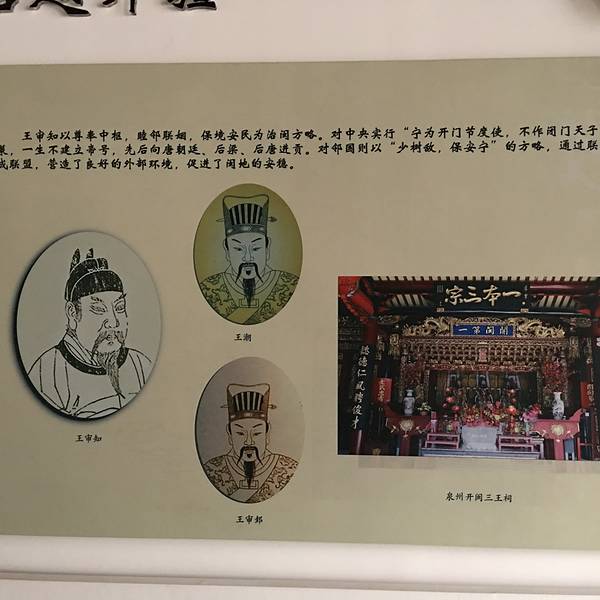 王审知以尊奉中枢，睦邻联姻，保境安民为治闽方略。对中央实行“宁为开门节度使，不作闭门天子
策，一生不建立帝号，先后向唐朝廷、后梁、后唐进贡。对邻国则以“少树敌，保安宁”的方略，通过联
成联盟，营造了良好的外部环境，促进了闽地的安稳。
王审知
王潮
王审邽
一本三宗
開闽第一
泉州开闽三王祠